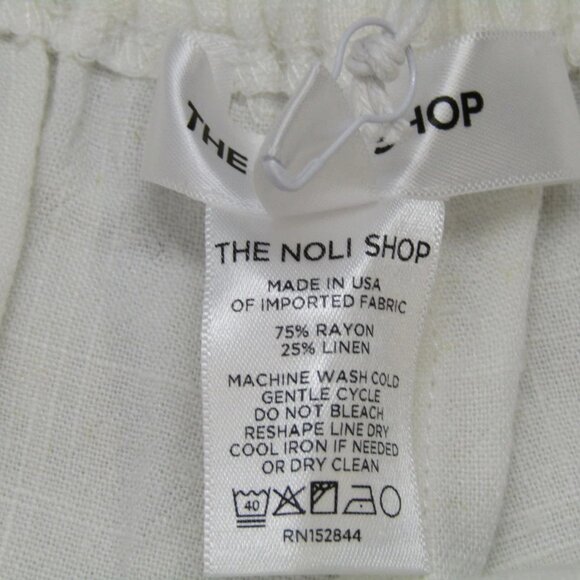 THE SHOP
THE NOLI SHOP
MADE IN USA
OF IMPORTED FABRIC
75% RAYON
25% LINEN
MACHINE WASH COLD
GENTLE CYCLE
DO NOT BLEACH
RESHAPE LINE DRY
COOL IRON IF NEEDED
OR DRY CLEAN
40
RN152844